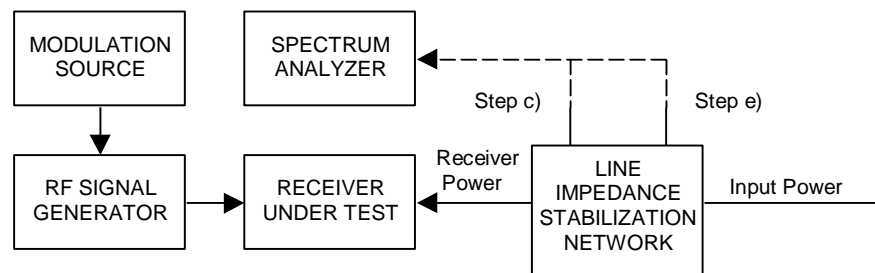 MODULATION
SOURCE
SPECTRUM
ANALYZER
Step c)
Step e)
RF SIGNAL
GENERATOR
RECEIVER
UNDER TEST
Receiver
Power
LINE
IMPEDANCE
STABILIZATION
NETWORK
Input Power